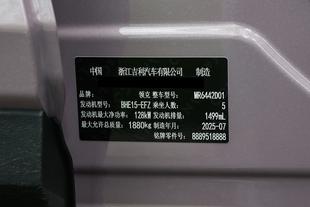 中国 浙江吉利汽车有限公司 制造
品牌: 领克 整车型号: MR6442D01
发动机型号: BHE15-EFZ 乘坐人数: 5
发动机最大净功率: 128kW 发动机排量: 1499mL
最大允许总质量: 1880kg 制造年月: 2025-07
铭牌零件号: 8889518888